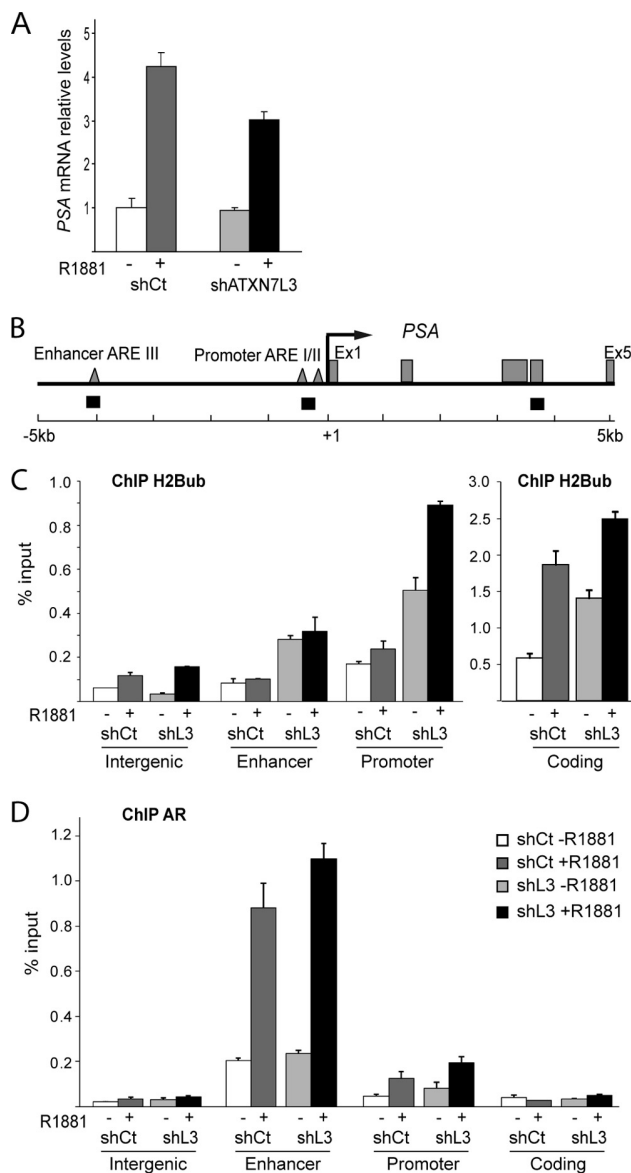 A
PSA mRNA relative levels
5
4
3
2
1
R1881 - + - +
shCt shATXN7L3
B
PSA
Enhancer ARE III Promoter ARE I/II Ex1 Ex5
-5kb +1 5kb
C
ChIP H2Bub
% input
1.0
0.8
0.6
0.4
0.2
R1881 - + - + - + - + - + - +
shCt shL3 shCt shL3 shCt shL3
Intergenic Enhancer Promoter
ChIP H2Bub
3.0
2.5
2.0
1.5
1.0
0.5
- + - +
shCt shL3
Coding
D
ChIP AR
% input
1.2
1.0
0.8
0.6
0.4
0.2
0
shCt -R1881
shCt +R1881
shL3 -R1881
shL3 +R1881
R1881 - + - + - + - + - + - + - + - +
shCt shL3 shCt shL3 shCt shL3 shCt shL3
Intergenic Enhancer Promoter Coding